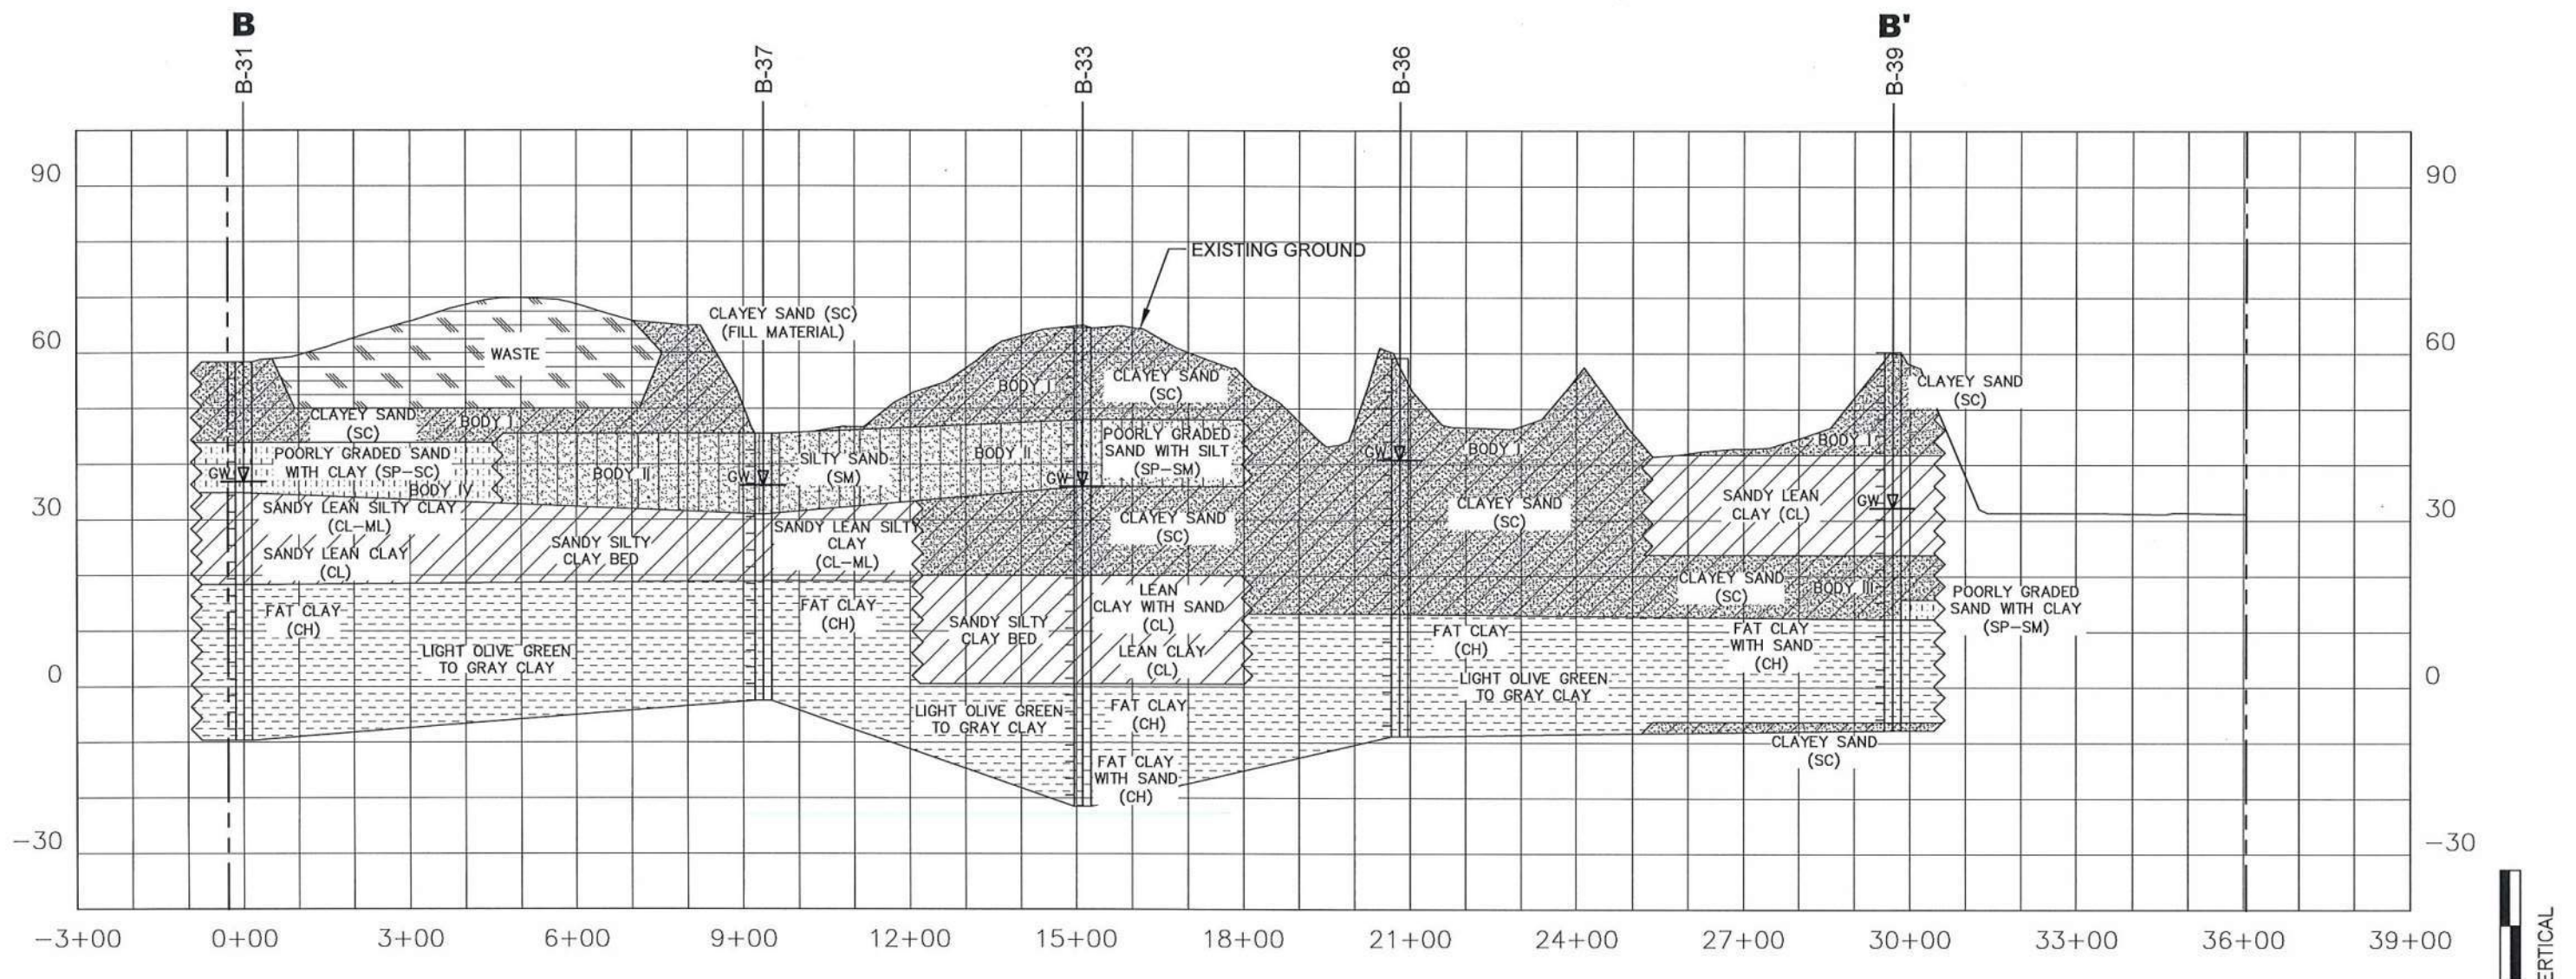 B
B'
B-31
B-37
B-33
B-36
B-39
90
90
EXISTING GROUND
CLAYEY SAND (SC)
(FILL MATERIAL)
60
60
WASTE
CLAYEY SAND
(SC)
BODY I
BODY I
CLAYEY SAND
(SC)
CLAYEY SAND
(SC)
BODY I
BODY I
POORLY GRADED SAND
WITH CLAY (SP-SC)
GW
BODY IV
BODY II
GW
SILTY SAND
(SM)
BODY II
GW
POORLY GRADED
SAND WITH SILT
(SP-SM)
GW
30
30
SANDY LEAN SILTY CLAY
(CL-ML)
SANDY LEAN CLAY
(CL)
SANDY SILTY
CLAY BED
SANDY LEAN SILTY
CLAY
(CL-ML)
CLAYEY SAND
(SC)
CLAYEY SAND
(SC)
SANDY LEAN
CLAY (CL)
GW
CLAYEY SAND
(SC)
BODY III
POORLY GRADED
SAND WITH CLAY
(SP-SM)
FAT CLAY
(CH)
LIGHT OLIVE GREEN
TO GRAY CLAY
FAT CLAY
(CH)
SANDY SILTY
CLAY BED
LEAN
CLAY WITH SAND
(CL)
LEAN CLAY
(CL)
FAT CLAY
(CH)
FAT CLAY
WITH SAND
(CH)
0
0
LIGHT OLIVE GREEN
TO GRAY CLAY
LIGHT OLIVE GREEN
TO GRAY CLAY
FAT CLAY
(CH)
FAT CLAY
WITH SAND
(CH)
CLAYEY SAND
(SC)
-30
-30
-3+00
0+00
3+00
6+00
9+00
12+00
15+00
18+00
21+00
24+00
27+00
30+00
33+00
36+00
39+00
ERTICAL